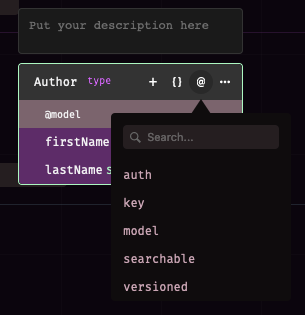 Put your description here
Author type + {} @ ···
@model
Search...
firstName
auth
lastName
key
model
searchable
versioned